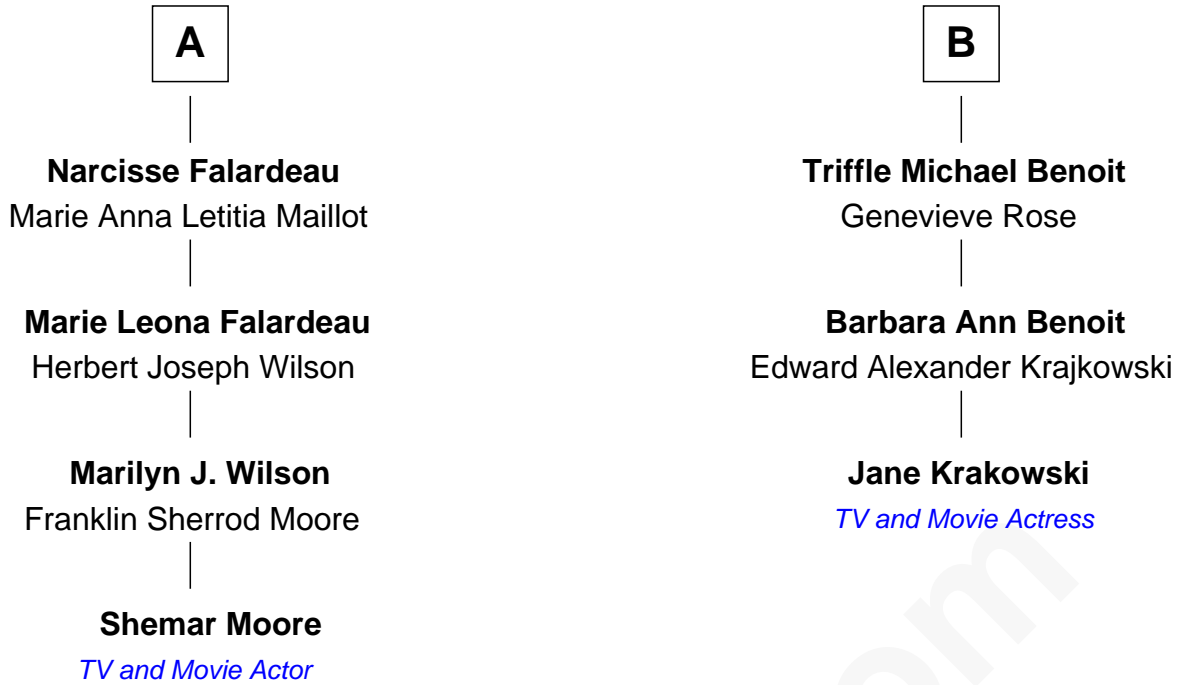 A
Narcisse Falardeau
Marie Anna Letitia Maillot
Marie Leona Falardeau
Herbert Joseph Wilson
Marilyn J. Wilson
Franklin Sherrod Moore
Shemar Moore
TV and Movie Actor
B
Triffle Michael Benoit
Genevieve Rose
Barbara Ann Benoit
Edward Alexander Krajkowski
Jane Krakowski
TV and Movie Actress
om